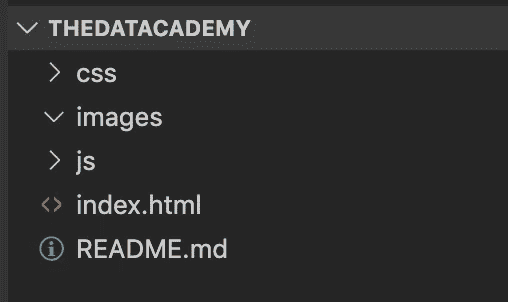 THEDATACADEMY
css
images
js
index.html
README.md